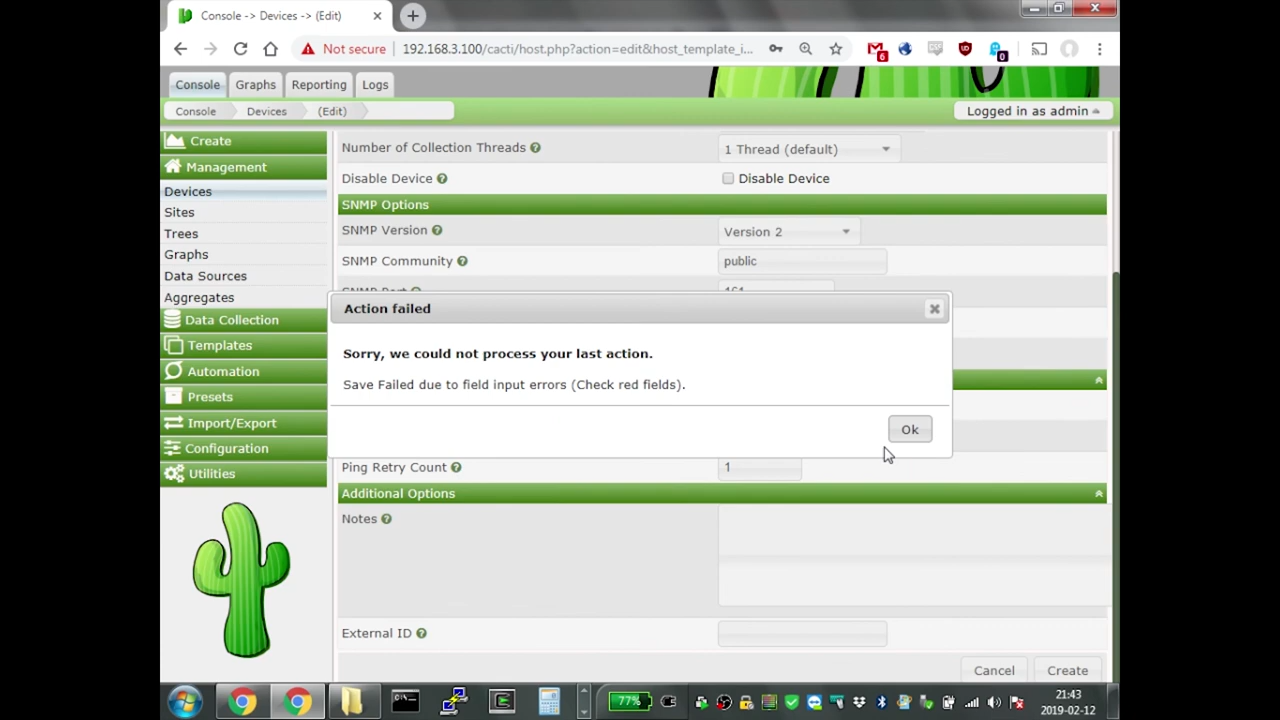 Console -> Devices -> (Edit)
Not secure
192.168.3.100/cacti/host.php?action=edit&host_template_i...
6
0
Console
Graphs
Reporting
Logs
Console
Devices
(Edit)
Logged in as admin
Create
Management
Devices
Sites
Trees
Graphs
Data Sources
Aggregates
Data Collection
Templates
Automation
Presets
Import/Export
Configuration
Utilities
Number of Collection Threads
1 Thread (default)
Disable Device
Disable Device
SNMP Options
SNMP Version
Version 2
SNMP Community
public
SNMP Port
161
Action failed
Sorry, we could not process your last action.
Save Failed due to field input errors (Check red fields).
Ok
Ping Retry Count
1
Additional Options
Notes
External ID
Cancel
Create
77%
21:43
2019-02-12